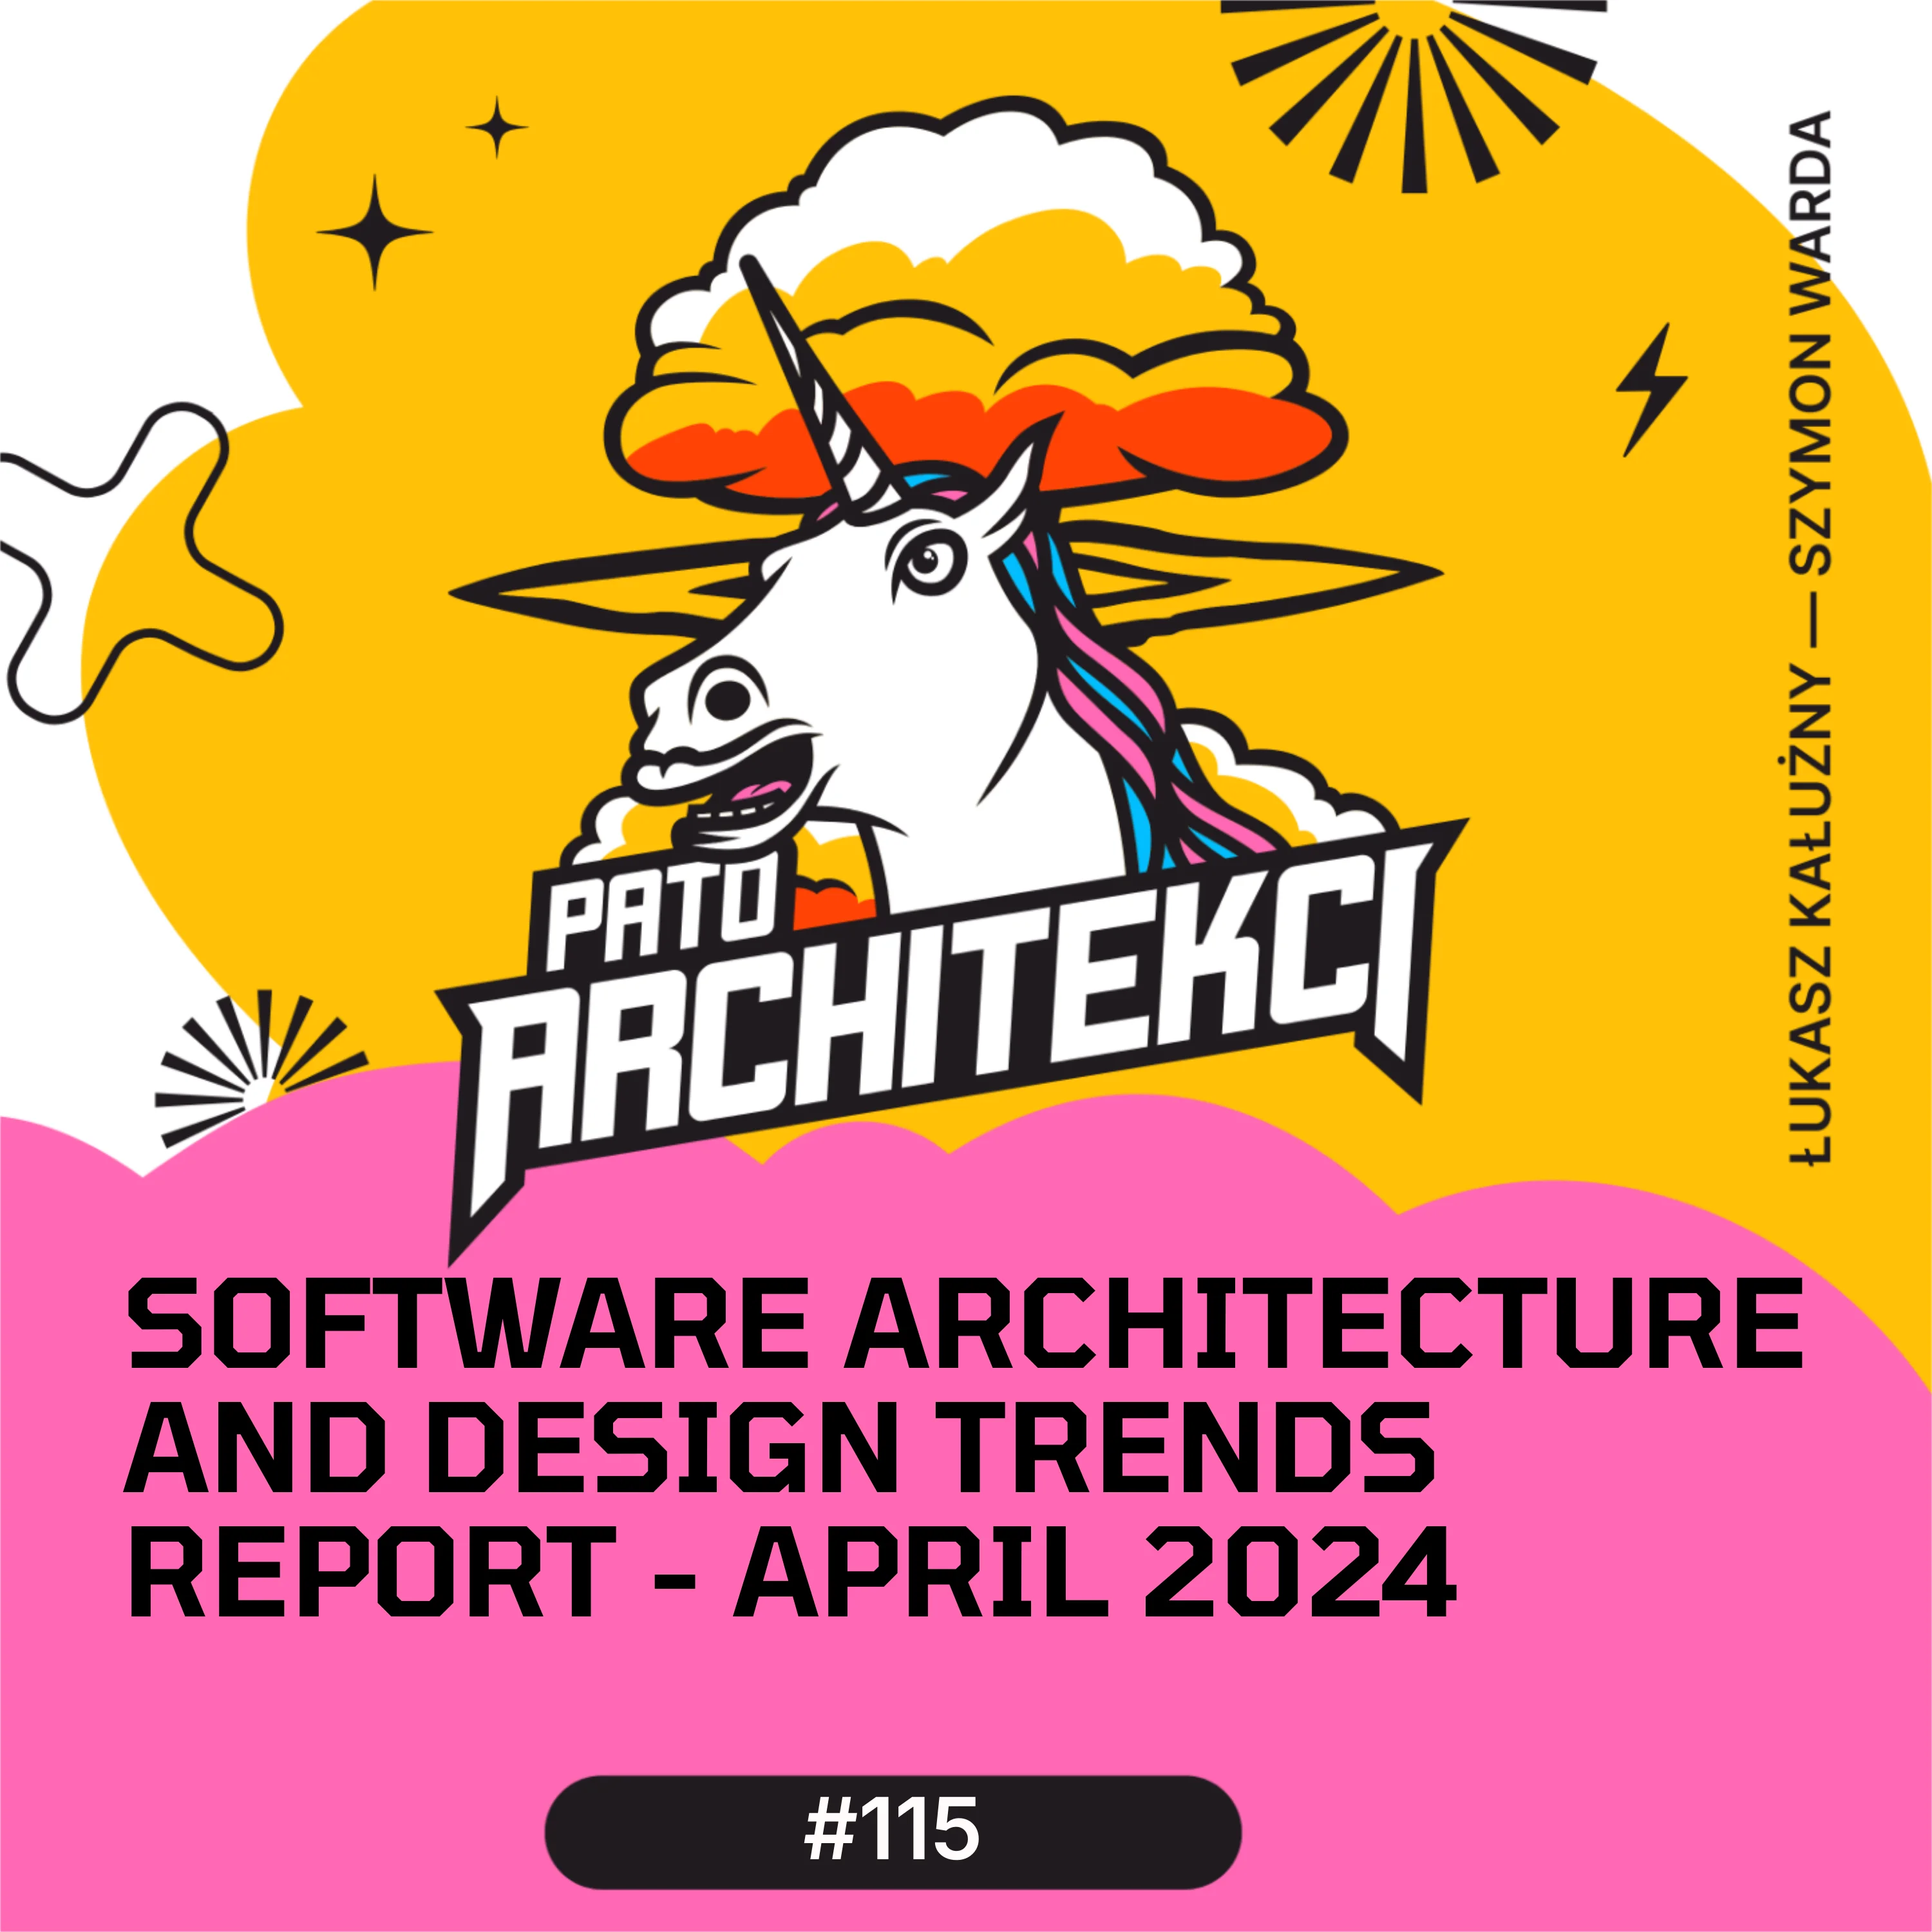 ŁUKASZ KAŁUŻNY — SZYMON WARDA
PATO
ARCHITEKCI
SOFTWARE ARCHITECTURE
AND DESIGN TRENDS
REPORT - APRIL 2024
#115